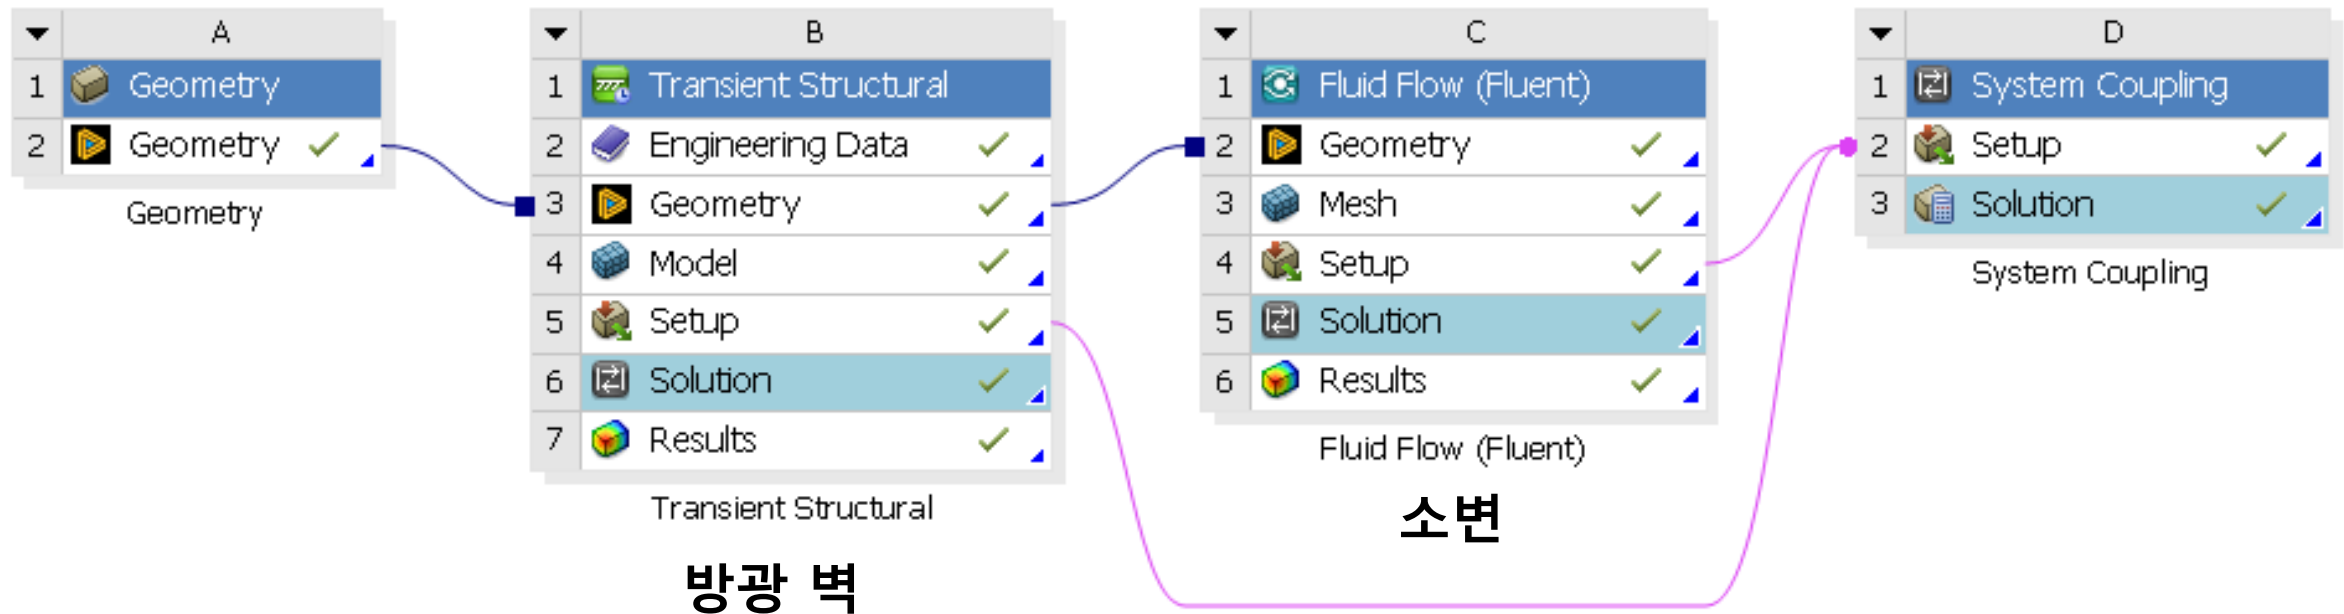 A
1 Geometry
2 Geometry
Geometry
B
1 Transient Structural
2 Engineering Data
3 Geometry
4 Model
5 Setup
6 Solution
7 Results
Transient Structural
방광 벽
C
1 Fluid Flow (Fluent)
2 Geometry
3 Mesh
4 Setup
5 Solution
6 Results
Fluid Flow (Fluent)
소변
D
1 System Coupling
2 Setup
3 Solution
System Coupling